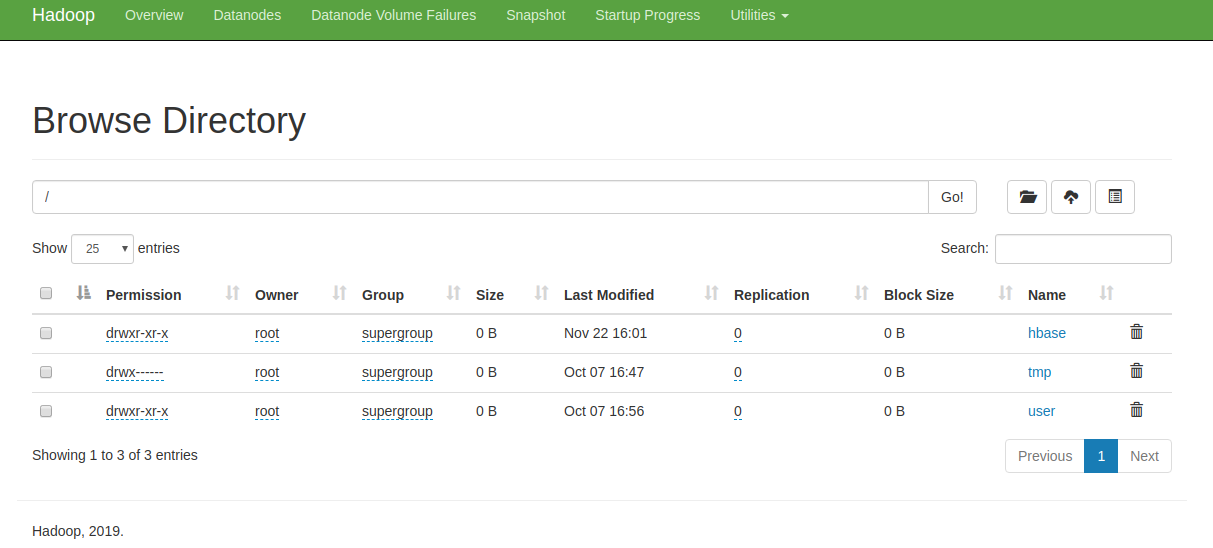 Hadoop Overview Datanodes Datanode Volume Failures Snapshot Startup Progress Utilities
Browse Directory
/ Go!
Show 25 entries Search:
Permission Owner Group Size Last Modified Replication Block Size Name
drwxr-xr-x root supergroup 0 B Nov 22 16:01 0 0 B hbase
drwx------ root supergroup 0 B Oct 07 16:47 0 0 B tmp
drwxr-xr-x root supergroup 0 B Oct 07 16:56 0 0 B user
Showing 1 to 3 of 3 entries Previous 1 Next
Hadoop, 2019.